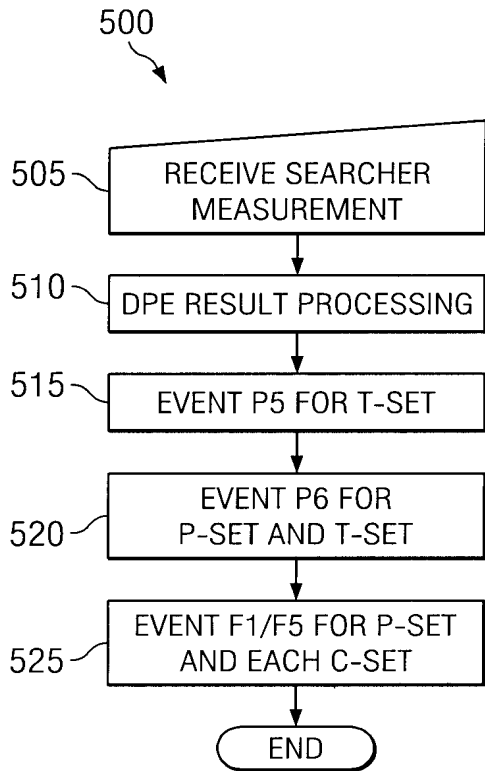 500
505
RECEIVE SEARCHER
MEASUREMENT
510
DPE RESULT PROCESSING
515
EVENT P5 FOR T-SET
520
EVENT P6 FOR
P-SET AND T-SET
525
EVENT F1/F5 FOR P-SET
AND EACH C-SET
END